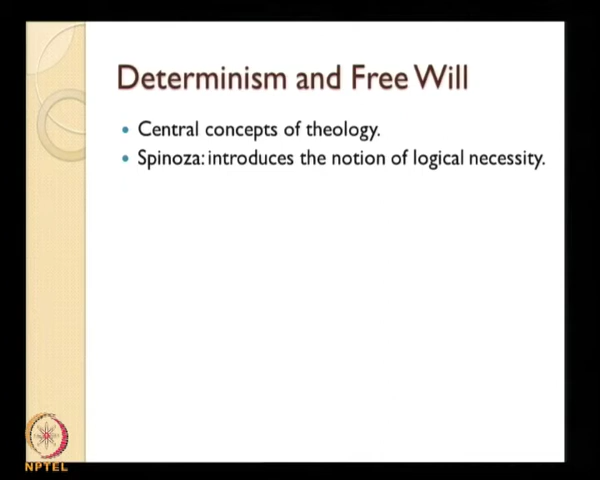 Determinism and Free Will
Central concepts of theology.
Spinoza: introduces the notion of logical necessity.
NPTEL